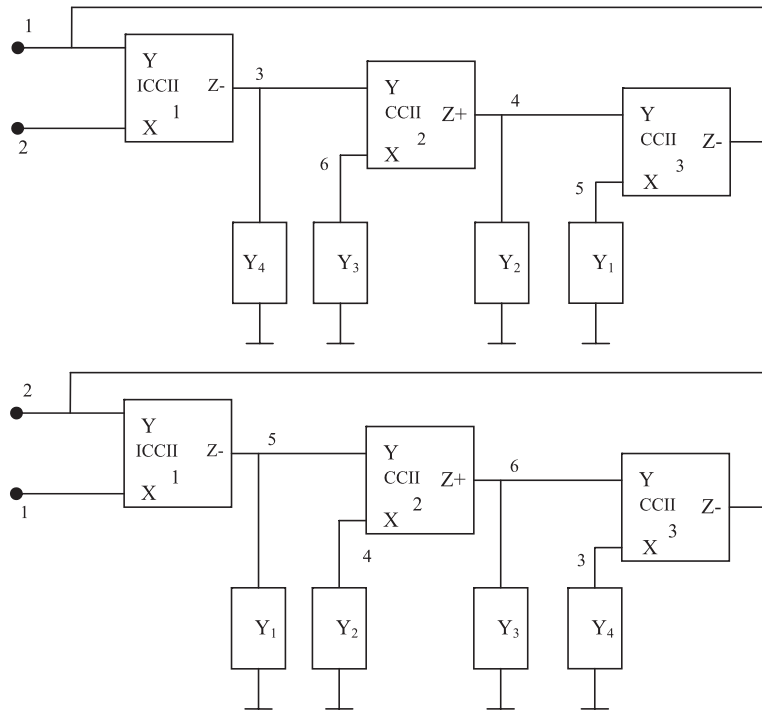 1
Y
ICCII
Z-
1
X
2
3
Y
CCII
Z+
2
X
6
4
Y
CCII
Z-
3
X
5
Y4
Y3
Y2
Y1
2
Y
ICCII
Z-
1
X
1
5
Y
CCII
Z+
2
X
4
6
Y
CCII
Z-
3
X
3
Y1
Y2
Y3
Y4